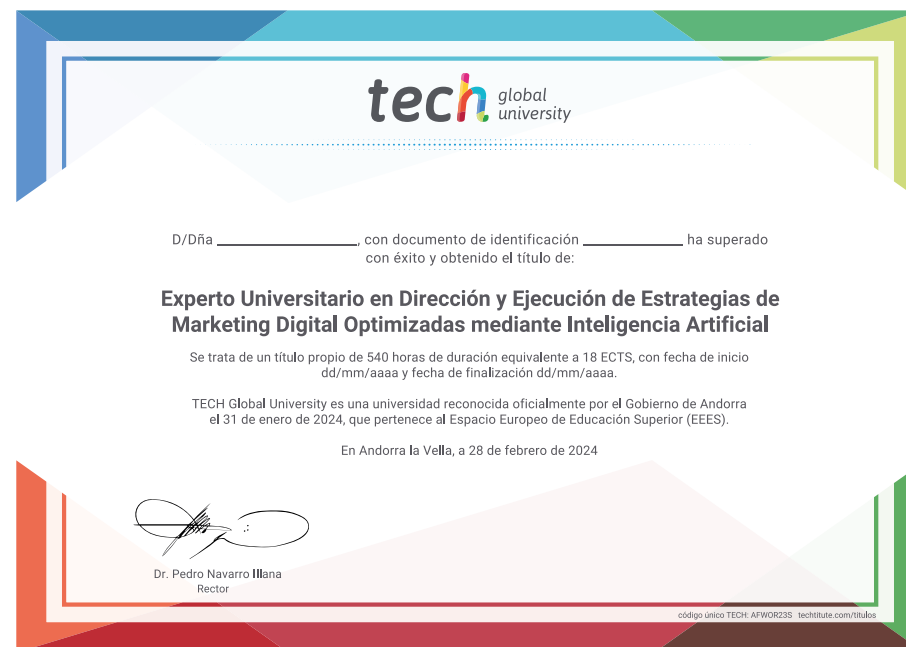 tech global
university
D/Dña ____________, con documento de identificación ____________ ha superado
con éxito y obtenido el título de:
Experto Universitario en Dirección y Ejecución de Estrategias de
Marketing Digital Optimizadas mediante Inteligencia Artificial
Se trata de un título propio de 540 horas de duración equivalente a 18 ECTS, con fecha de inicio
dd/mm/aaaa y fecha de finalización dd/mm/aaaa.
TECH Global University es una universidad reconocida oficialmente por el Gobierno de Andorra
el 31 de enero de 2024, que pertenece al Espacio Europeo de Educación Superior (EEES).
En Andorra la Vella, a 28 de febrero de 2024
Dr. Pedro Navarro Illana
Rector
código único TECH: AFWOR23S techtitute.com/titulos